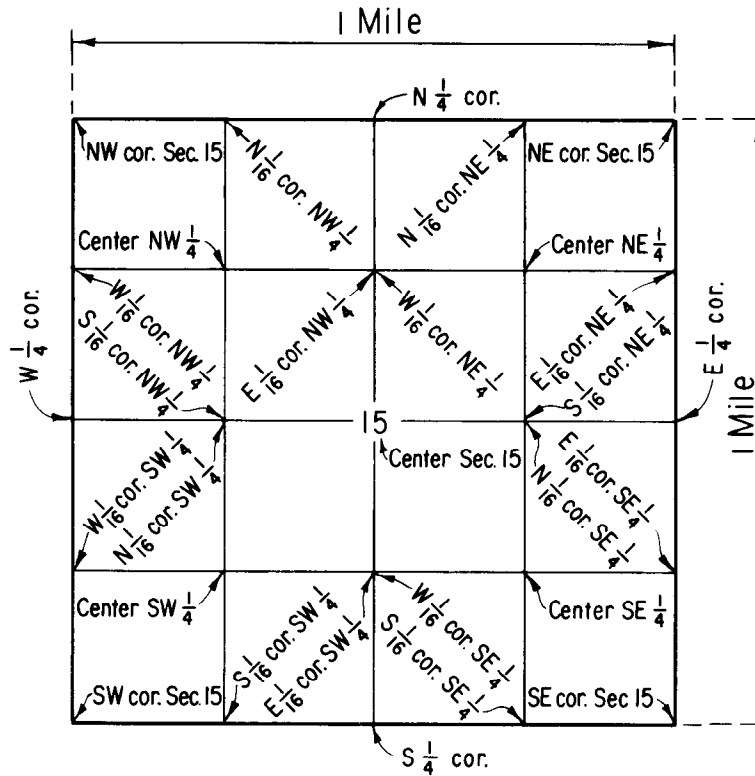 1 Mile
N 1/4 cor.
NW cor. Sec. 15
N 1/16 cor. NW 1/4
N 1/16 cor. NE 1/4
NE cor. Sec. 15
Center NW 1/4
Center NE 1/4
W 1/16 cor. NW 1/4
S 1/16 cor. NW 1/4
E 1/16 cor. NW 1/4
W 1/16 cor. NE 1/4
E 1/16 cor. NE 1/4
S 1/16 cor. NE 1/4
W 1/4 cor.
E 1/4 cor.
1 Mile
15
Center Sec. 15
W 1/16 cor. SW 1/4
N 1/16 cor. SW 1/4
E 1/16 cor. SE 1/4
N 1/16 cor. SE 1/4
Center SW 1/4
Center SE 1/4
S 1/16 cor. SW 1/4
E 1/16 cor. SW 1/4
W 1/16 cor. SE 1/4
S 1/16 cor. SE 1/4
SW cor. Sec. 15
SE cor. Sec 15
S 1/4 cor.